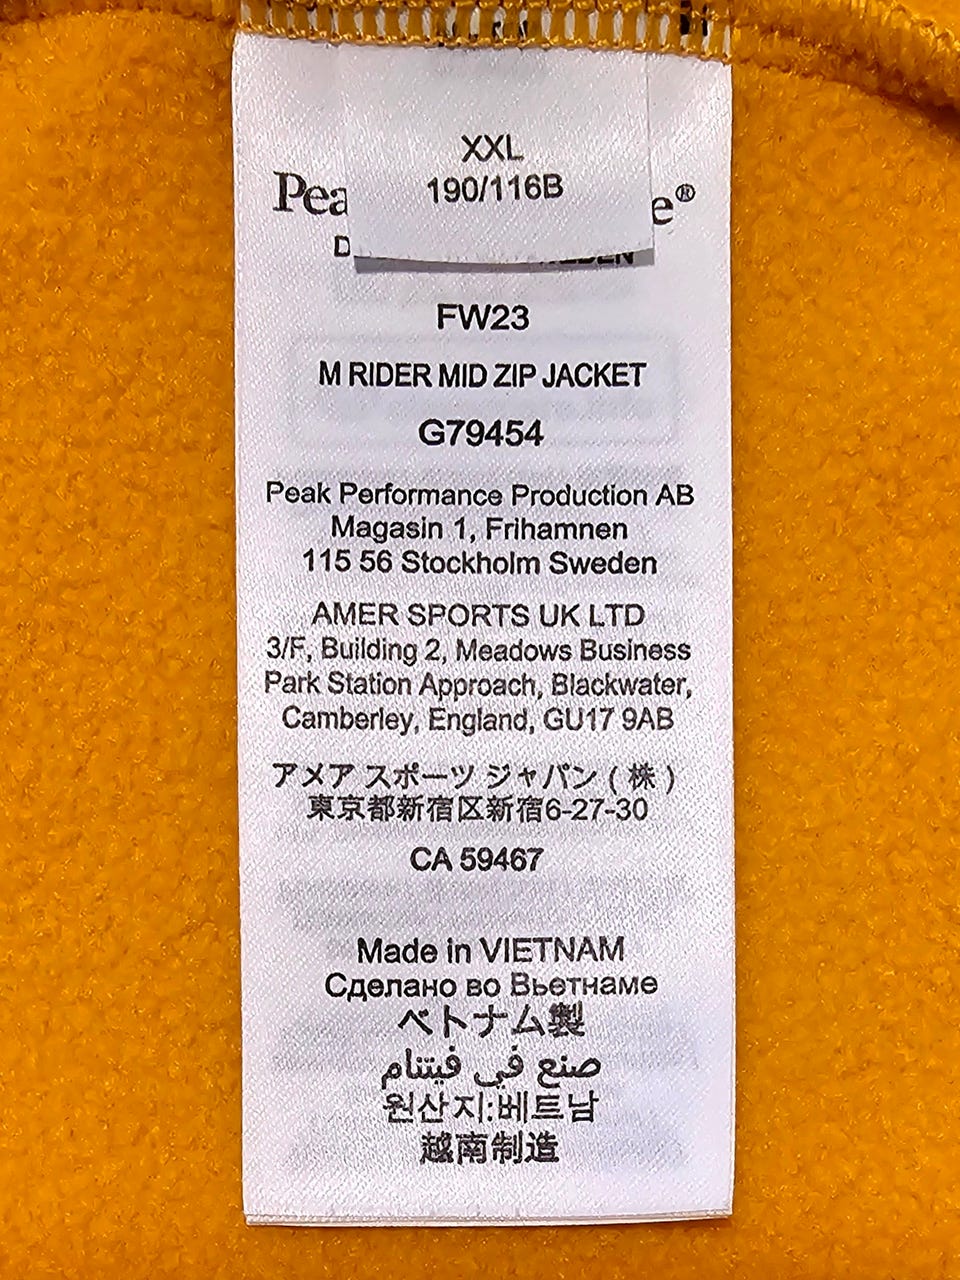 XXL
190/116B
Pea e®
D
FW23
M RIDER MID ZIP JACKET
G79454
Peak Performance Production AB
Magasin 1, Frihamnen
115 56 Stockholm Sweden
AMER SPORTS UK LTD
3/F, Building 2, Meadows Business
Park Station Approach, Blackwater,
Camberley, England, GU17 9AB
アメア スポーツ ジャパン ( 株 )
東京都新宿区新宿6-27-30
CA 59467
Made in VIETNAM
Сделано во Вьетнаме
ベトナム製
صنع في فيتنام
원산지:베트남
越南制造